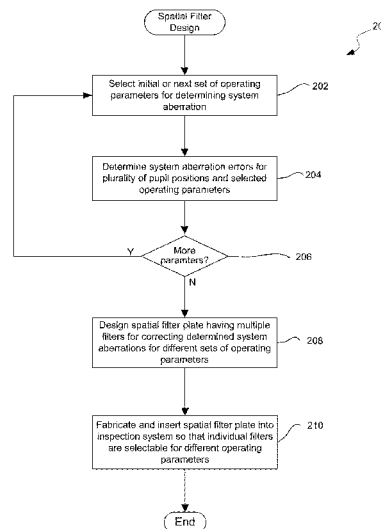 Spatial Filter
Design
20
Select initial or next set of operating
parameters for determining system
aberration
202
Determine system aberration errors for
plurality of pupil positions and selected
operating parameters
204
More
paramters?
206
Y
N
Design spatial filter plate having multiple
filters for correcting determined system
aberrations for different sets of operating
parameters
208
Fabricate and insert spatial filter plate into
inspection system so that individual filters
are selectable for different operating
parameters
210
End